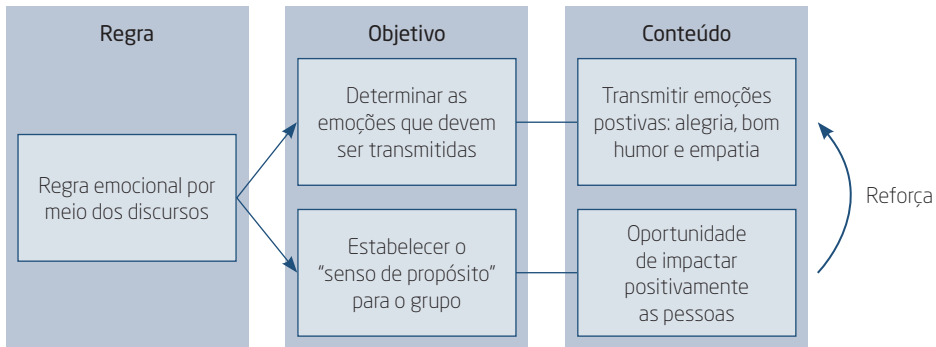 Regra
Regra emocional por
meio dos discursos
Objetivo
Determinar as
emoções que devem
ser transmitidas
Estabelecer o
“senso de propósito”
para o grupo
Conteúdo
Transmitir emoções
postivas: alegria, bom
humor e empatia
Oportunidade
de impactar
positivamente
as pessoas
Reforça